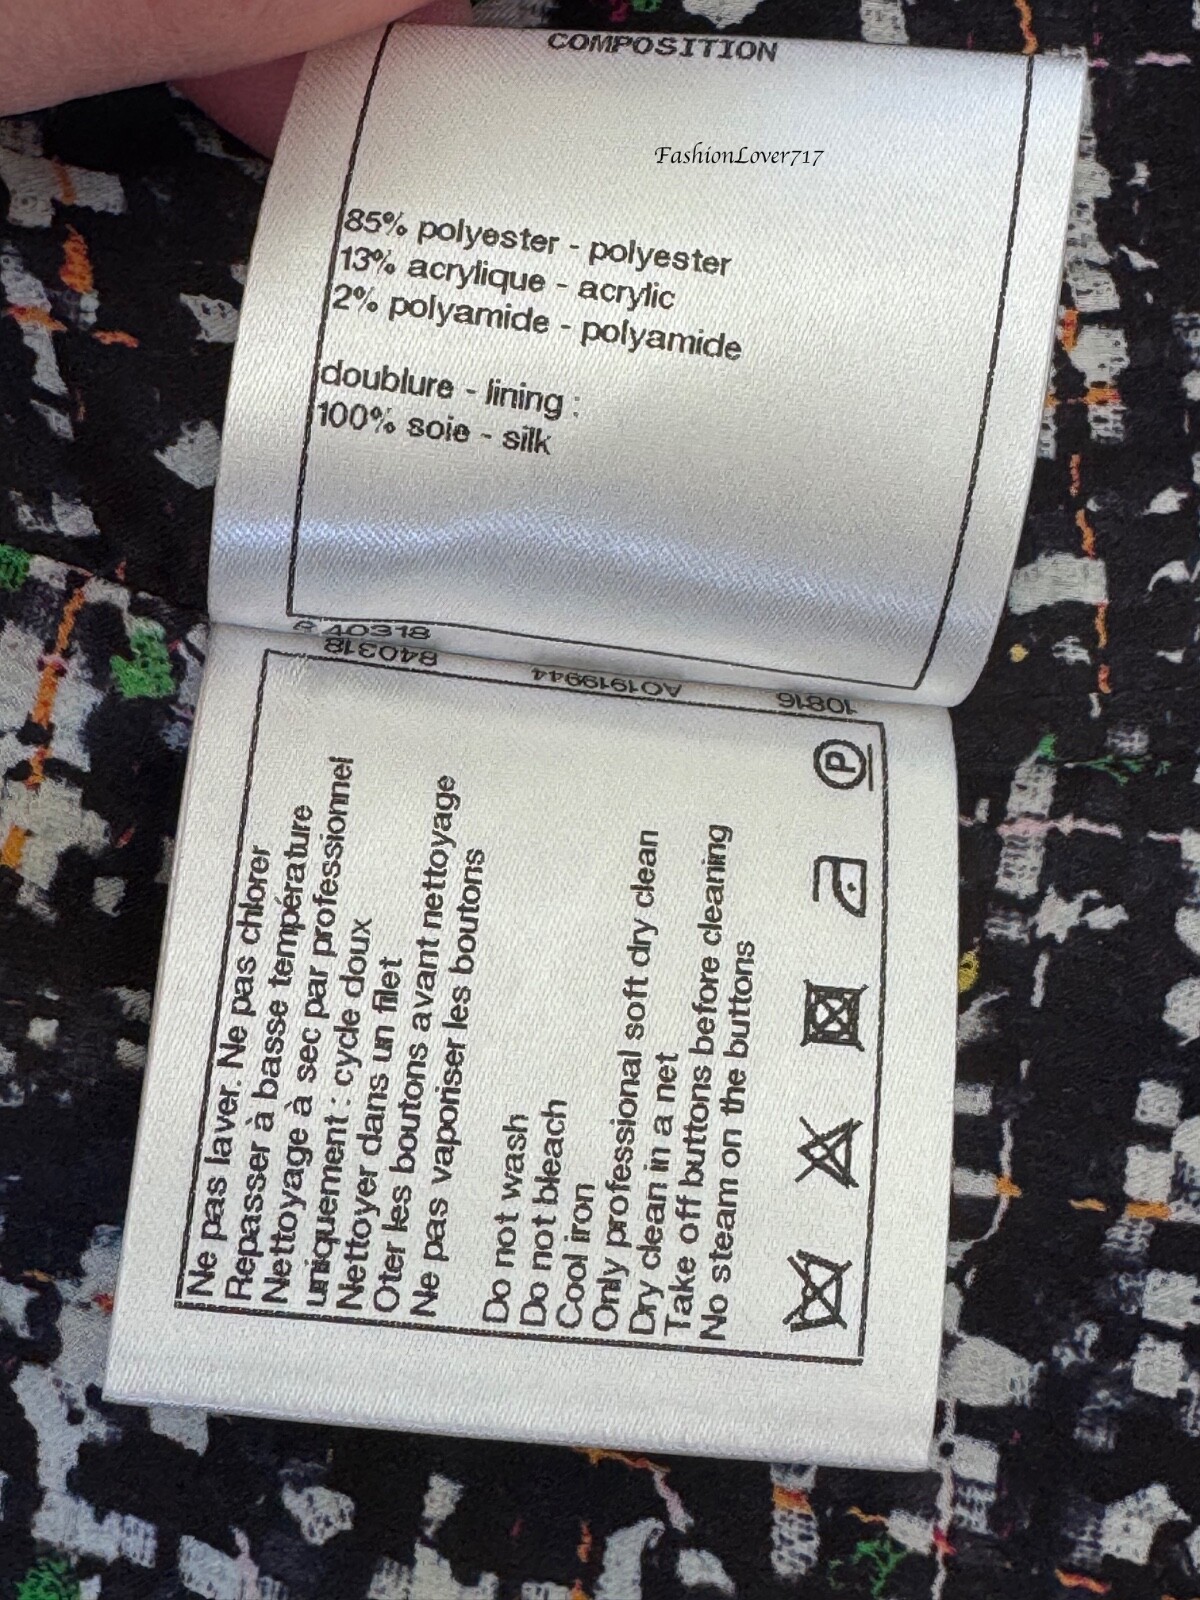 COMPOSITION
FashionLover717
85% polyester - polyester
13% acrylique - acrylic
2% polyamide - polyamide
doublure - lining :
100% soie - silk
840318
840318 A01919944 10816
Ne pas laver. Ne pas chlorer
Repasser à basse température
Nettoyage à sec par professionnel
uniquement : cycle doux
Nettoyer dans un filet
Oter les boutons avant nettoyage
Ne pas vaporiser les boutons
Do not wash
Do not bleach
Cool iron
Only professional soft dry clean
Dry clean in a net
Take off buttons before cleaning
No steam on the buttons
P